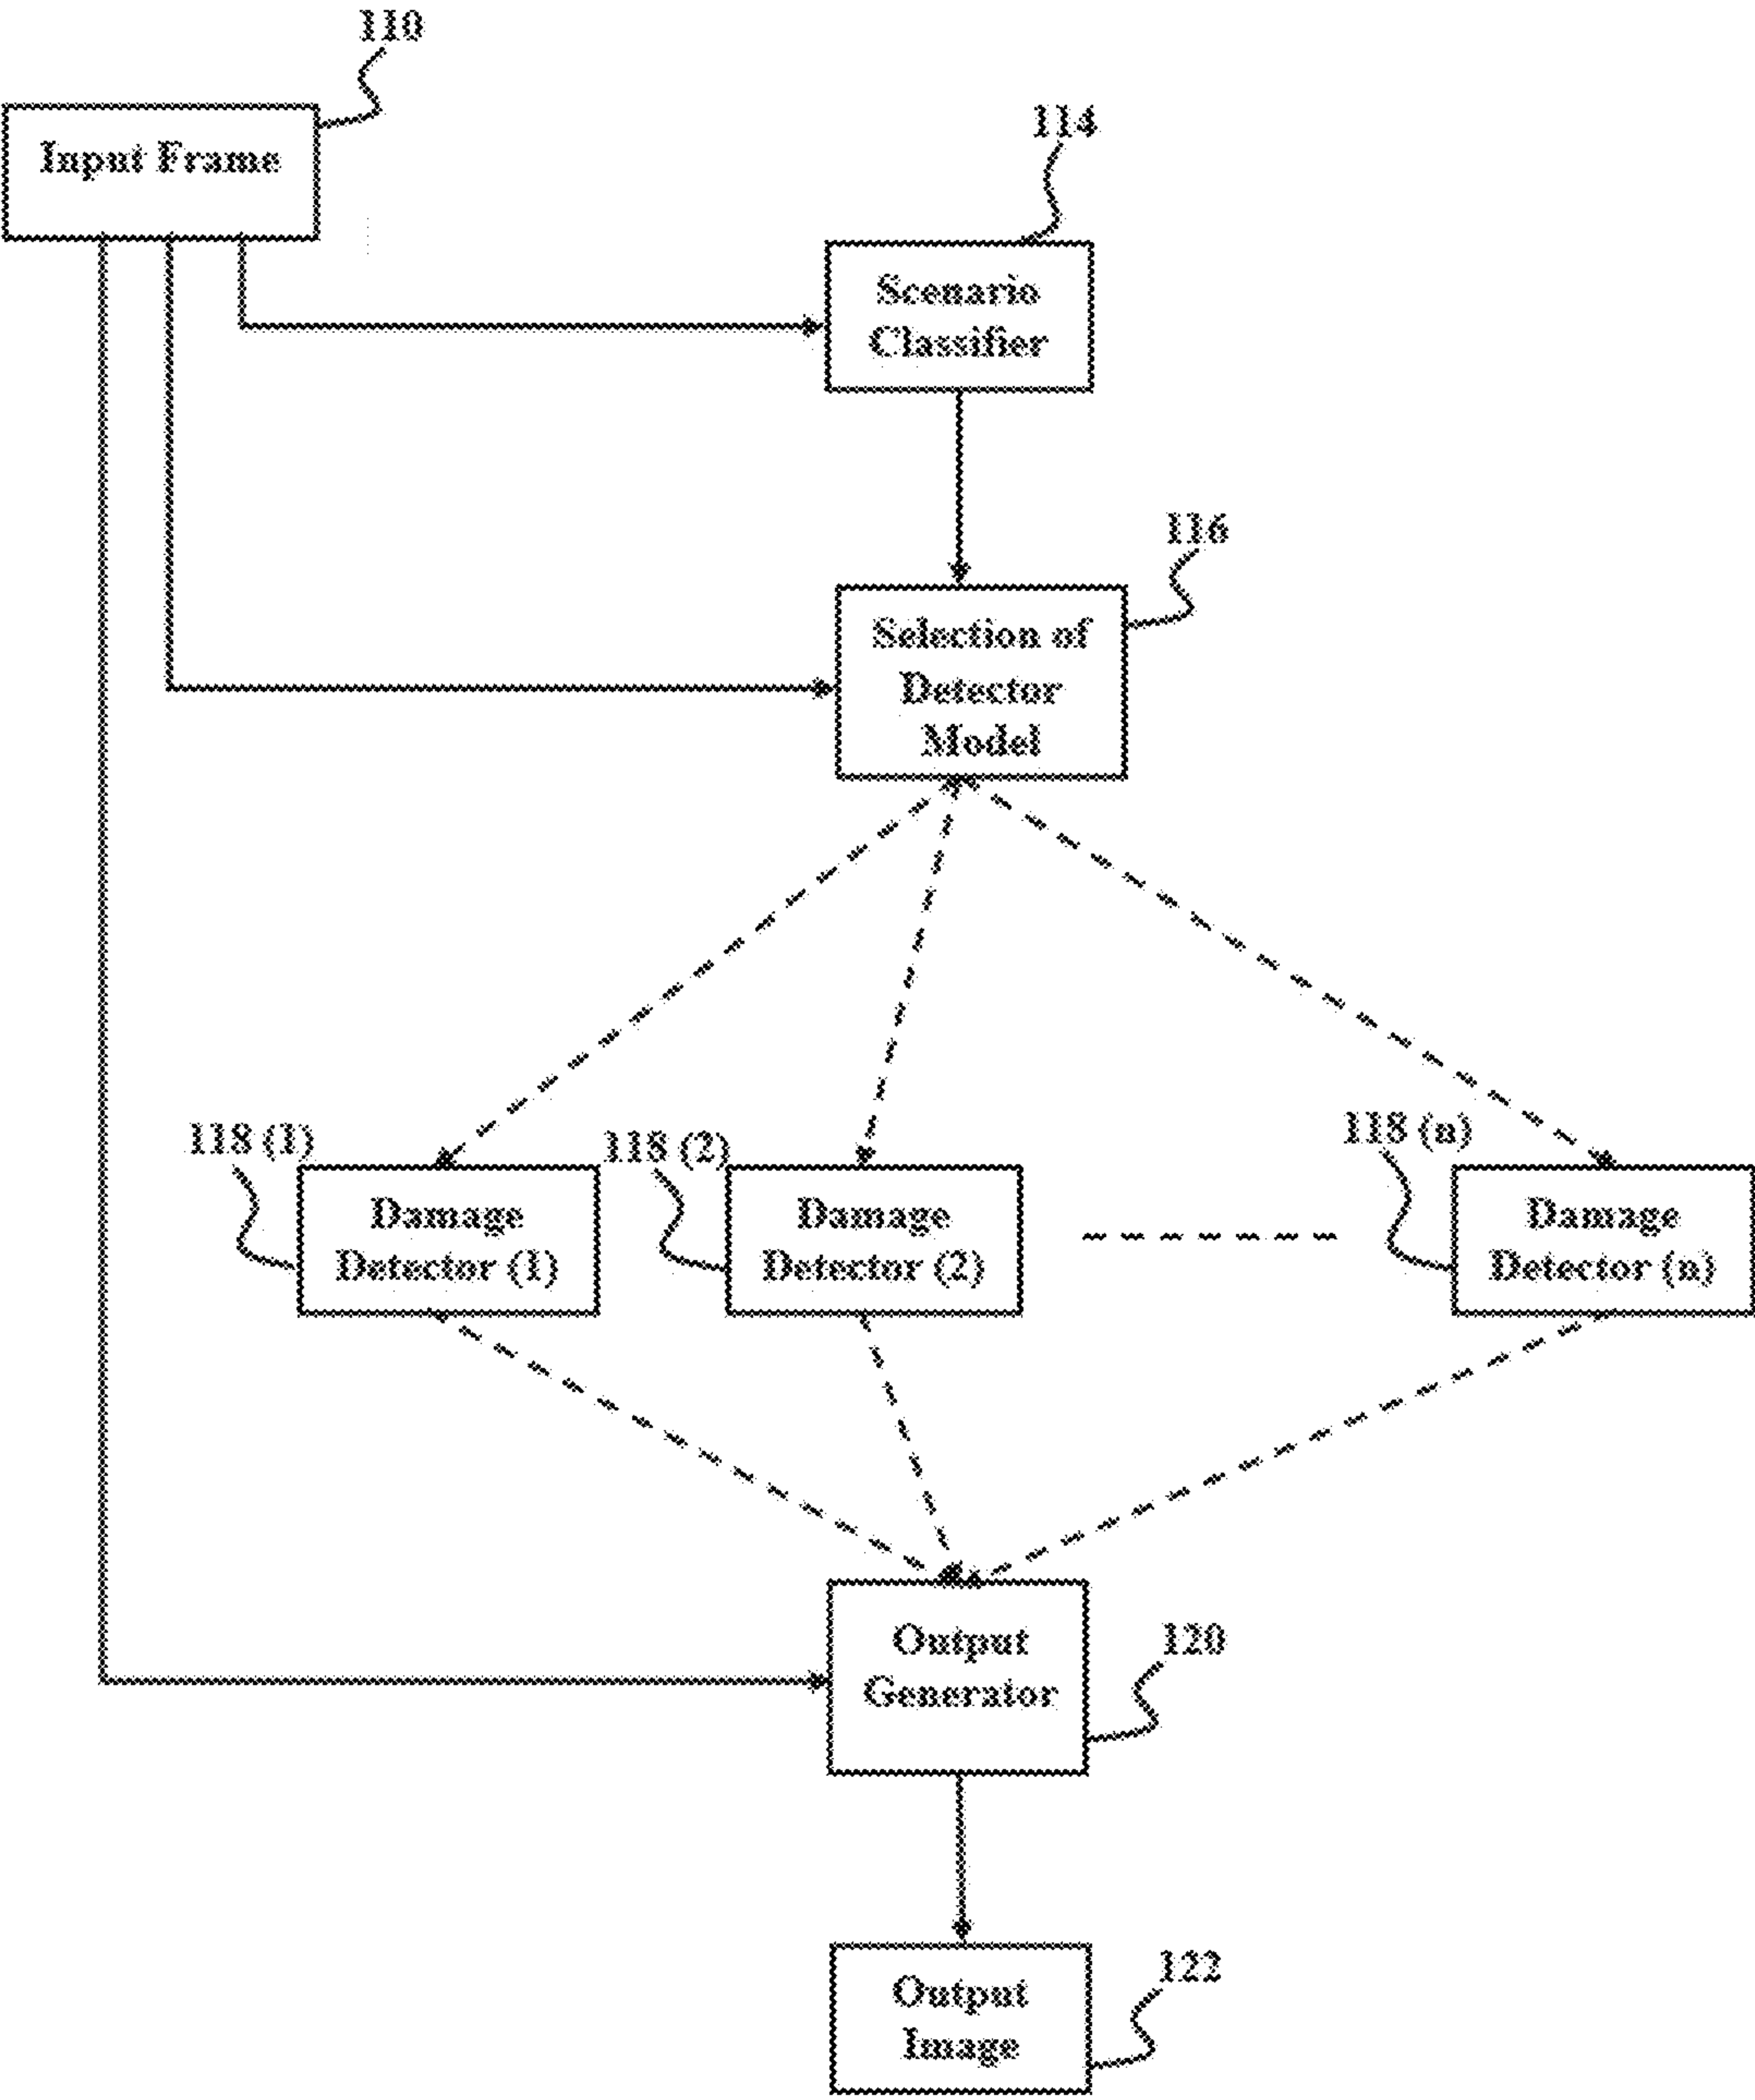 110
Input Frame
114
Scenario
Classifier
116
Selection of
Detector
Model
118 (1)
118 (2)
118 (n)
Damage
Detector (1)
Damage
Detector (2)
Damage
Detector (n)
Output
Generator
120
Output
Image
122